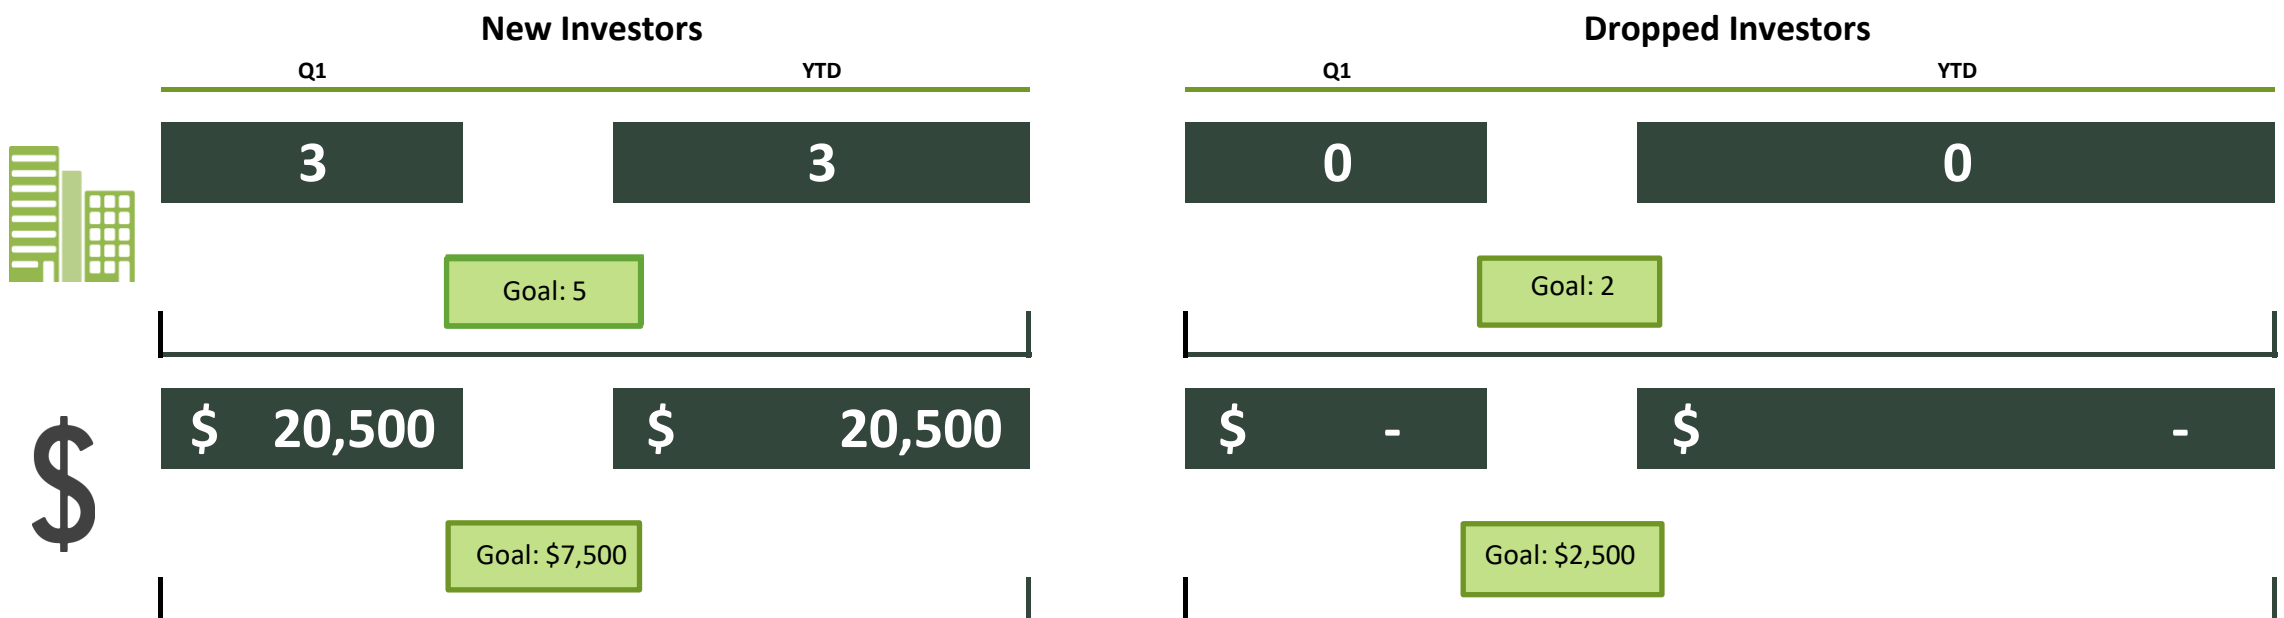 New Investors Dropped Investors
Q1 YTD Q1 YTD
3 3 0 0
Goal: 5 Goal: 2
$ 20,500 $ 20,500 $ - $ -
Goal: $7,500 Goal: $2,500